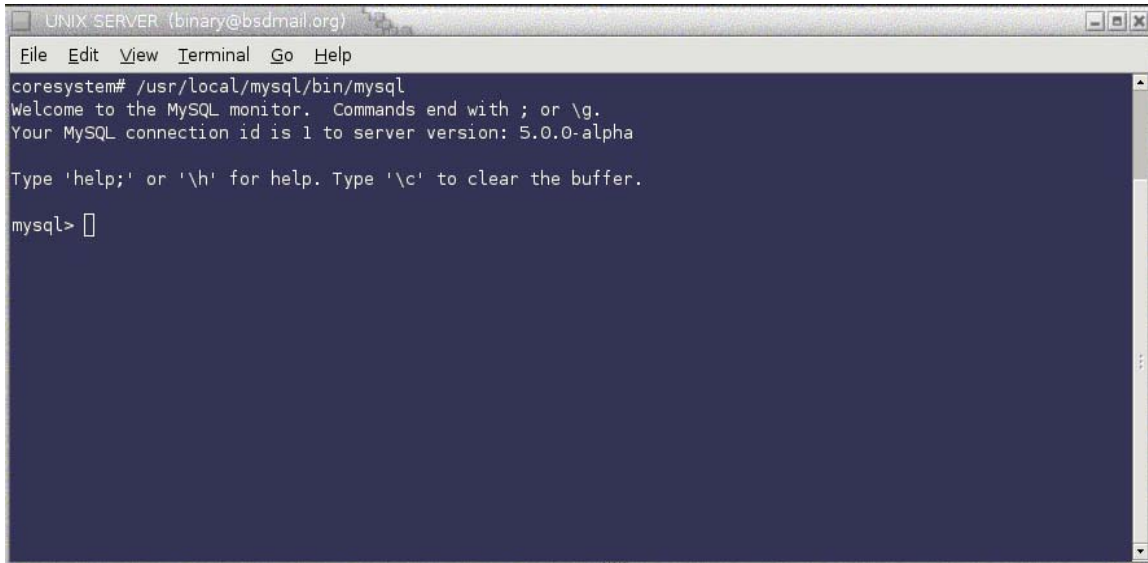 UNIX SERVER (binary@bsdmail.org)
File Edit View Terminal Go Help
coresystem# /usr/local/mysql/bin/mysql
Welcome to the MySQL monitor.  Commands end with ; or \g.
Your MySQL connection id is 1 to server version: 5.0.0-alpha
Type 'help;' or '\h' for help. Type '\c' to clear the buffer.
mysql>